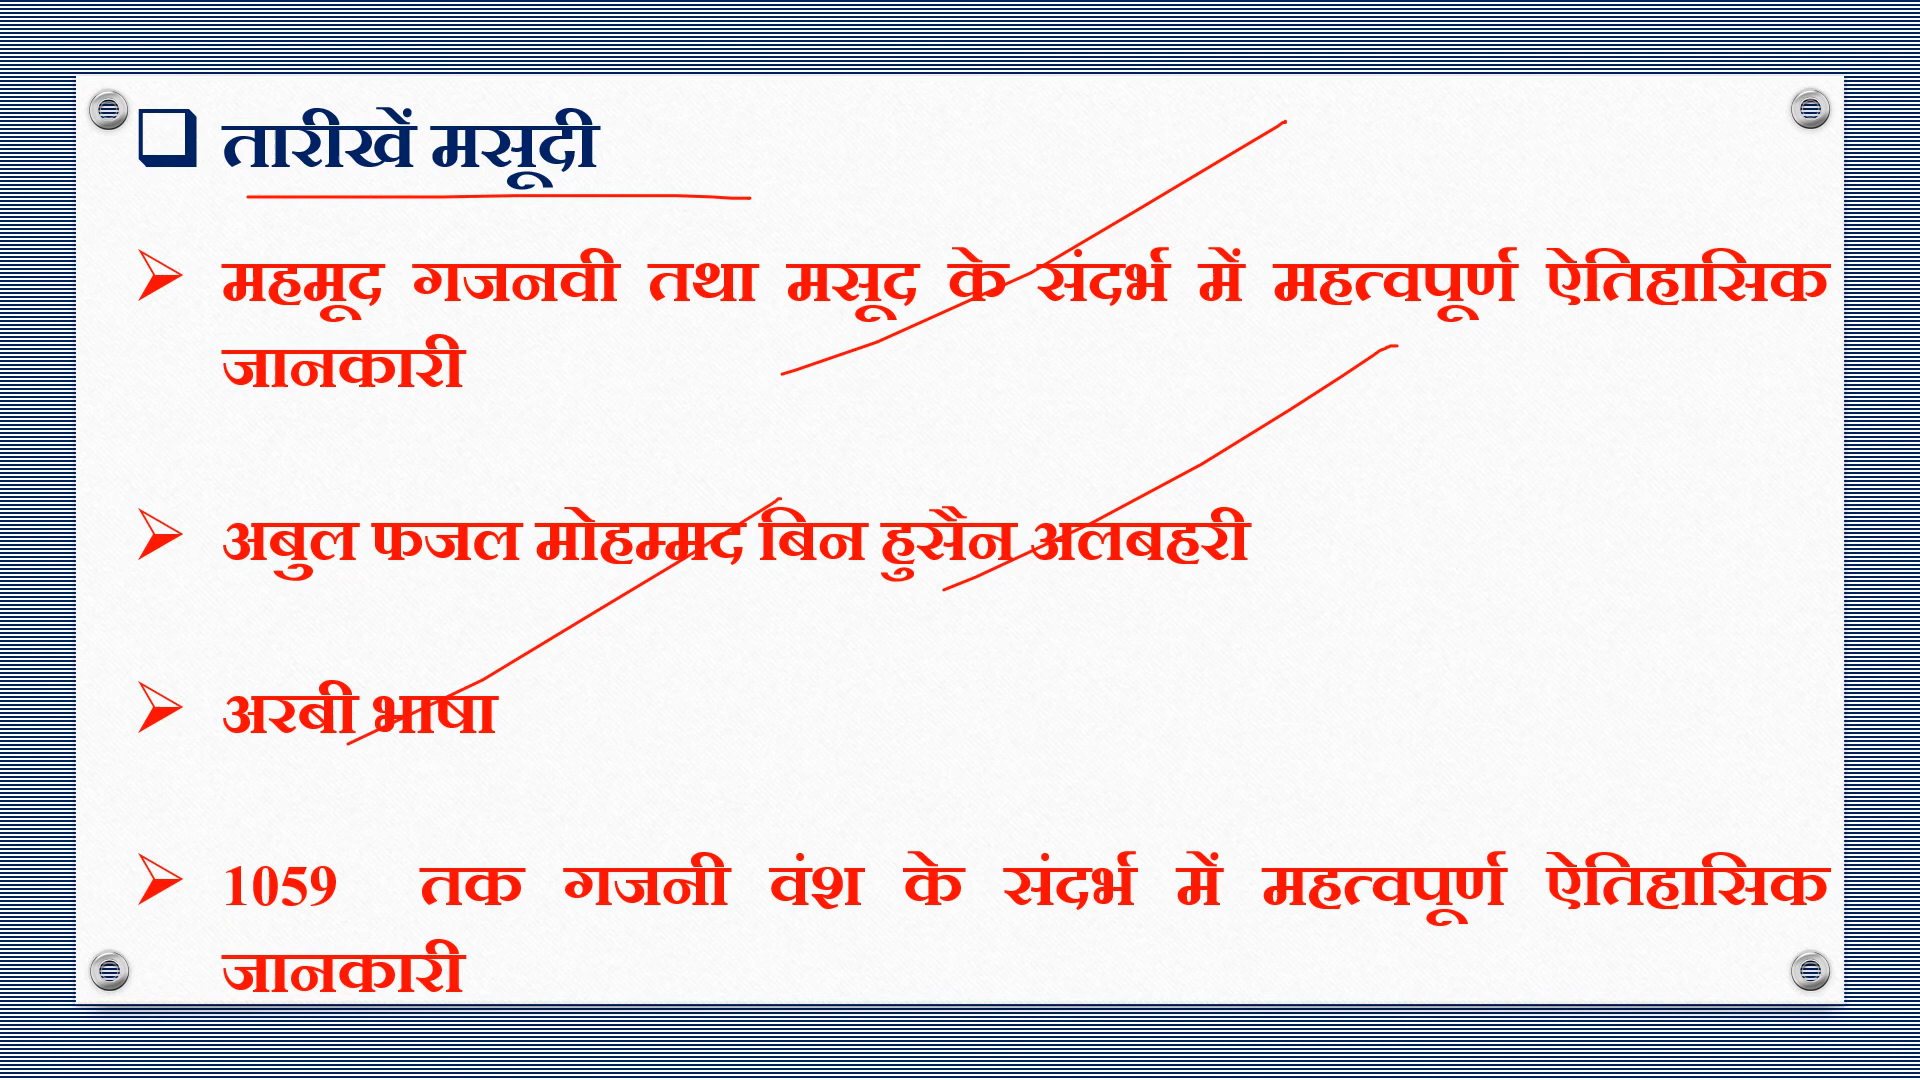 तारीखें मसूदी
महमूद गजनवी तथा मसूद के संदर्भ में महत्वपूर्ण ऐतिहासिक
जानकारी
अबुल फजल मोहम्मद बिन हुसैन अलबहरी
अरबी भाषा
1059 तक गजनी वंश के संदर्भ में महत्वपूर्ण ऐतिहासिक
जानकारी